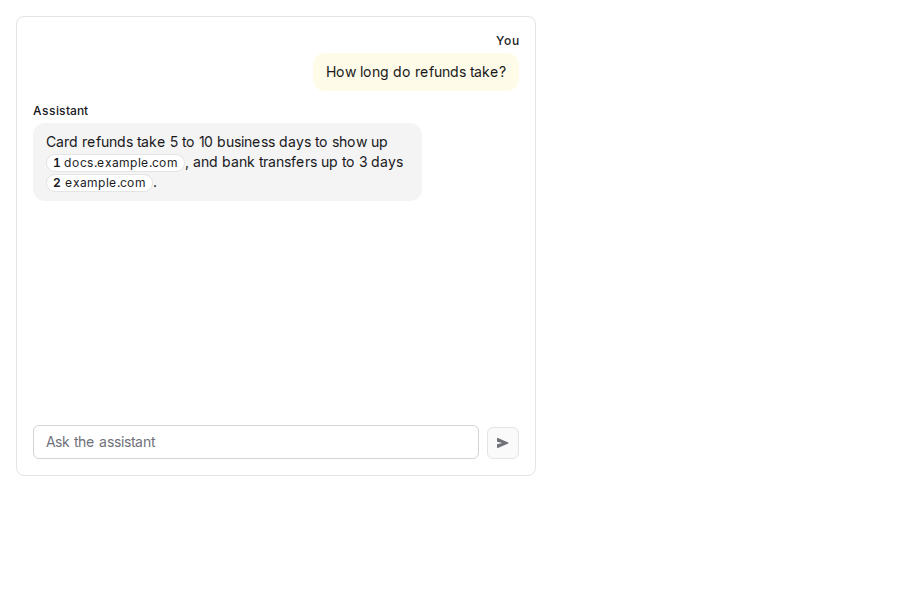 You
How long do refunds take?
Assistant
Card refunds take 5 to 10 business days to show up
1 docs.example.com, and bank transfers up to 3 days
2 example.com.
Ask the assistant